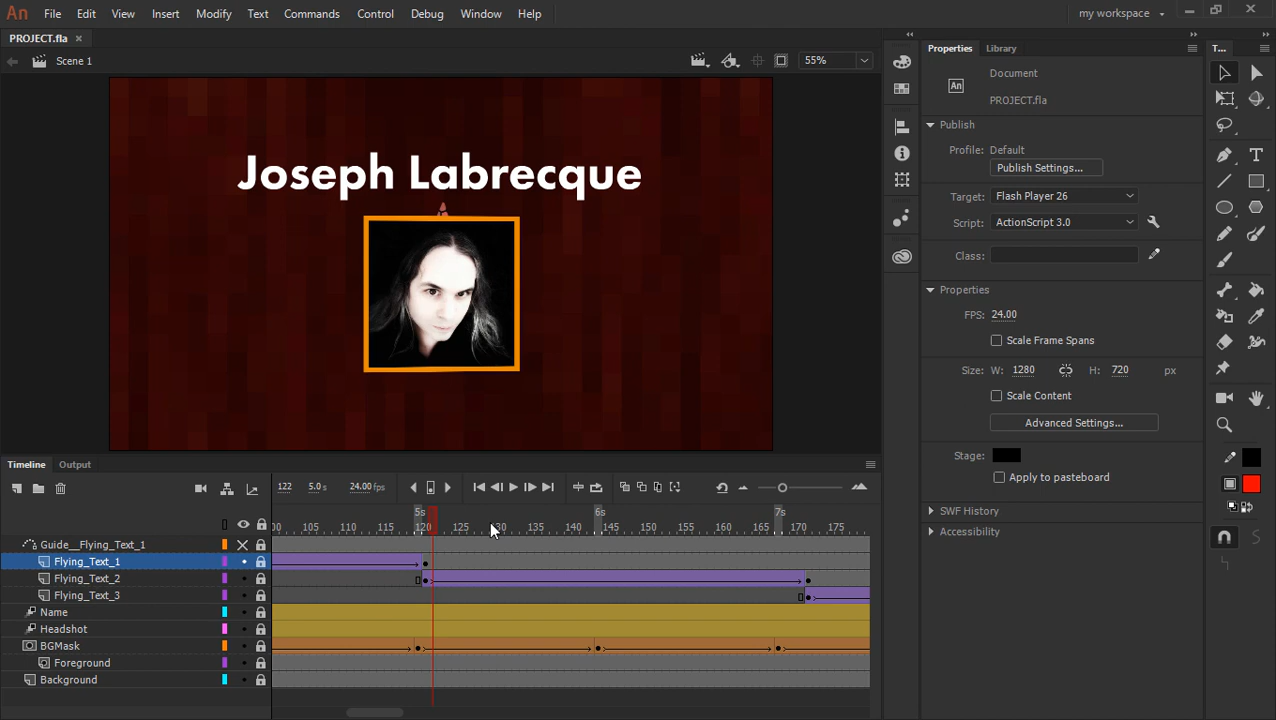 An File Edit View Insert Modify Text Commands Control Debug Window Help my workspace
PROJECT.fla
Scene 1 55%
Joseph Labrecque
Properties Library T...
An Document
PROJECT.fla
Publish
Profile: Default
Publish Settings...
Target: Flash Player 26
Script: ActionScript 3.0
Class:
Properties
FPS: 24.00
Scale Frame Spans
Size: W: 1280 H: 720 px
Scale Content
Advanced Settings...
Stage:
Apply to pasteboard
SWF History
Accessibility
Timeline Output
122 5.0s 24.00fps
5s 6s 7s
00 105 110 115 120 125 130 135 140 145 150 155 160 165 170 175
Guide__Flying_Text_1
Flying_Text_1
Flying_Text_2
Flying_Text_3
Name
Headshot
BGMask
Foreground
Background